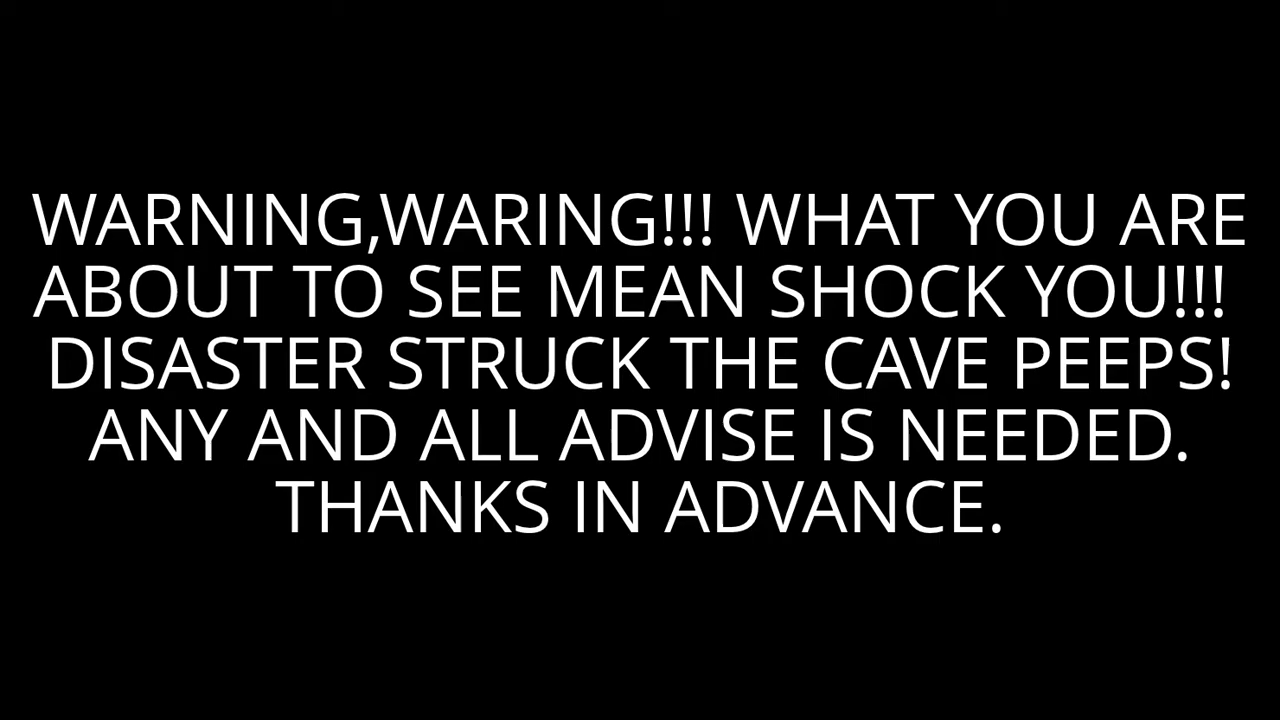 WARNING,WARING!!! WHAT YOU ARE
ABOUT TO SEE MEAN SHOCK YOU!!!
DISASTER STRUCK THE CAVE PEEPS!
ANY AND ALL ADVISE IS NEEDED.
THANKS IN ADVANCE.